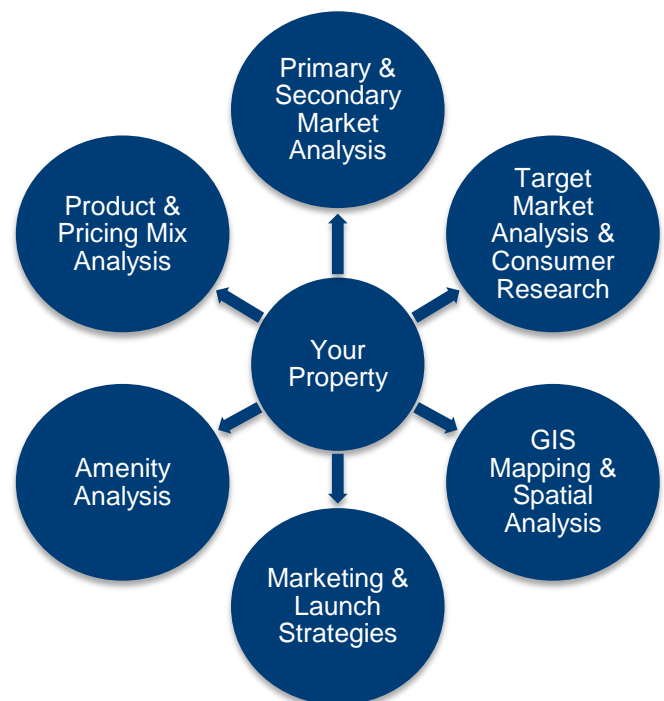 Primary &
Secondary
Market
Analysis
Target
Market
Analysis &
Consumer
Research
Product &
Pricing Mix
Analysis
Your
Property
GIS
Mapping &
Spatial
Analysis
Amenity
Analysis
Marketing &
Launch
Strategies